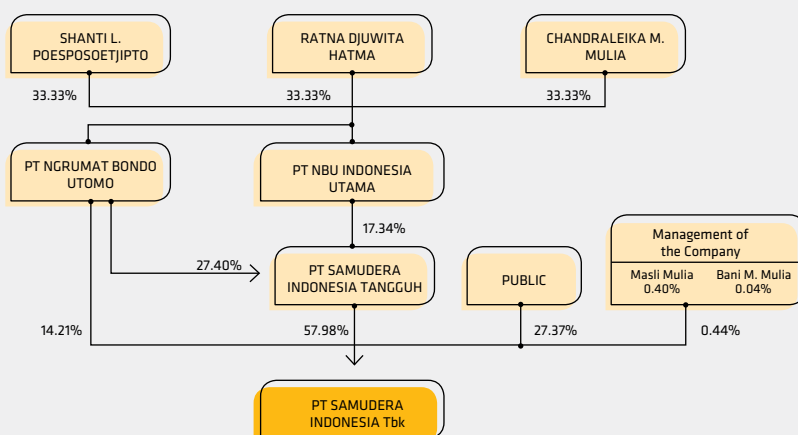 SHANTI L.
POESPOSOETJIPTO
RATNA DJUWITA
HATMA
CHANDRALEIKA M.
MULIA
33.33%
33.33%
33.33%
PT NGRUMAT BONDO
UTOMO
PT NBU INDONESIA
UTAMA
17.34%
Management of
the Company
Masli Mulia
0.40%
Bani M. Mulia
0.04%
27.40%
PT SAMUDERA
INDONESIA TANGGUH
PUBLIC
14.21%
57.98%
27.37%
0.44%
PT SAMUDERA
INDONESIA Tbk